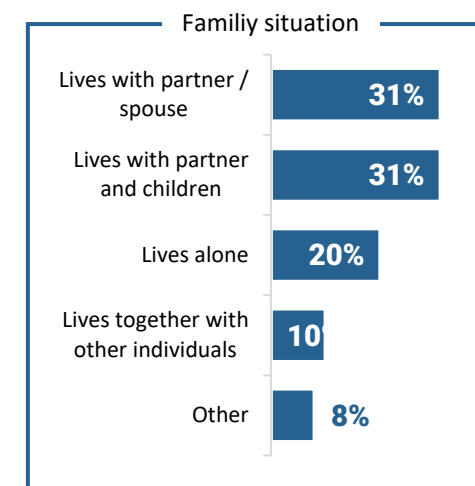 Familiy situation
Lives with partner /
spouse
31%
Lives with partner
and children
31%
Lives alone
20%
Lives together with
other individuals
10%
Other
8%